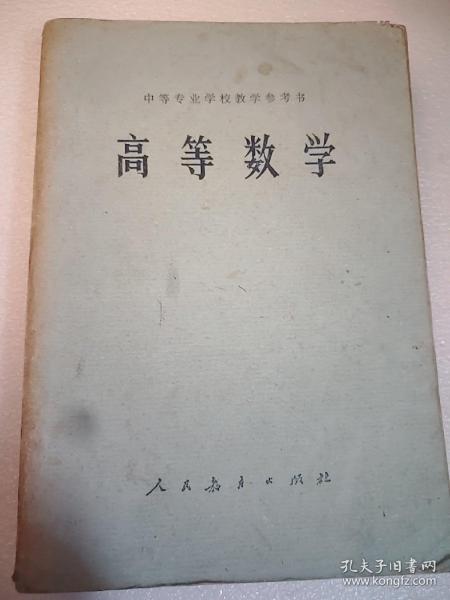 中等专业学校教学参考书
高等数学
人民教育出版社
孔夫子旧书网
www.kongfz.com